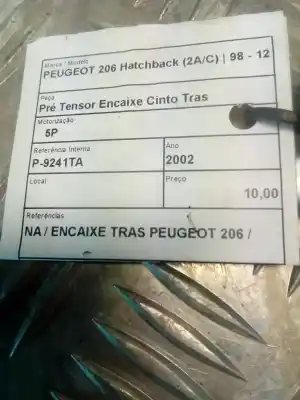 Marca / Modelo
PEUGEOT 206 Hatchback (2A/C) | 98 - 12
Peça
Pré Tensor Encaixe Cinto Tras
Motorização
5P
Referência Interna
P-9241TA
Ano
2002
Local
Preço
10,00
Referências
NA / ENCAIXE TRAS PEUGEOT 206 /